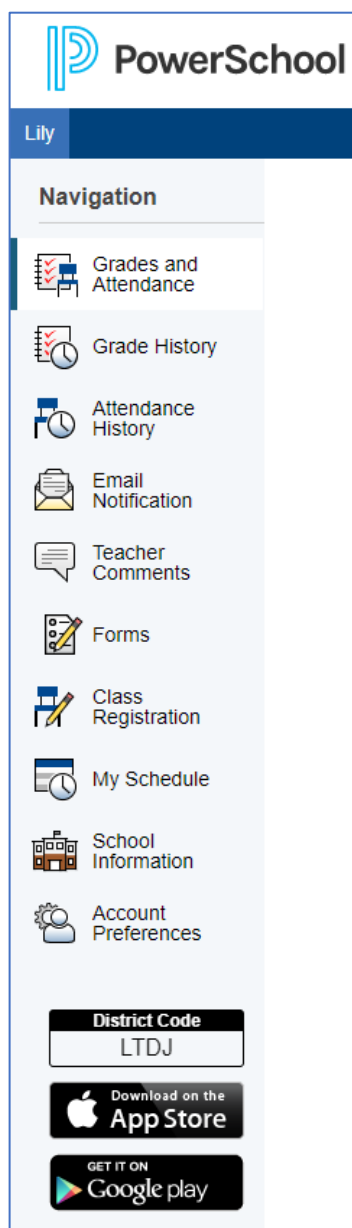 PowerSchool
Lily
Navigation
Grades and
Attendance
Grade History
Attendance
History
Email
Notification
Teacher
Comments
Forms
Class
Registration
My Schedule
School
Information
Account
Preferences
District Code
LTDJ
Download on the
App Store
GET IT ON
Google play